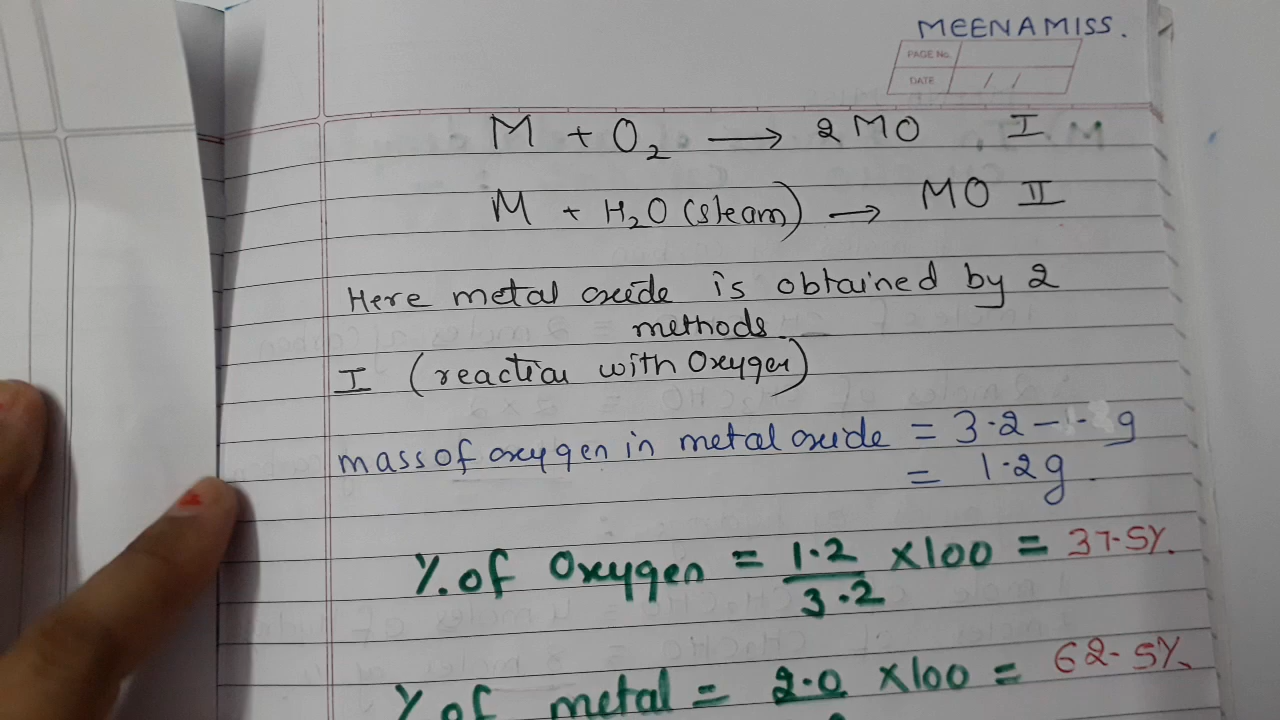 MEENAMISS.
PAGE No.
DATE / /
M + O₂ → 2MO I
M + H₂O (steam) → MO II
Here metal oxide is obtained by 2
methods
I (reaction with Oxygen)
mass of oxygen in metal oxide = 3.2 - g
= 1.2g
% of Oxygen = 1.2/3.2 x100 = 37.5%
% of metal = 2.0 x100 = 62.5%